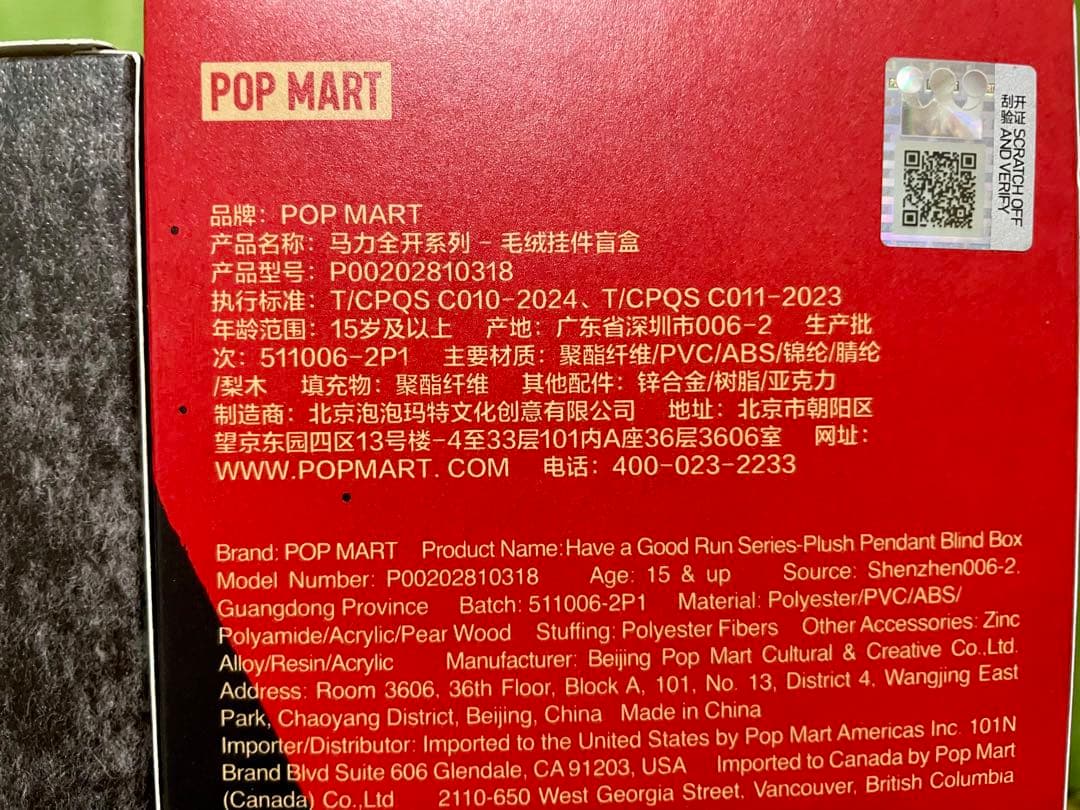 POP MART
开证 SCRATCH OFF
刮验 AND VERIFY
品牌：POP MART
产品名称：马力全开系列 - 毛绒挂件盲盒
产品型号：P00202810318
执行标准：T/CPQS C010-2024、T/CPQS C011-2023
年龄范围：15岁及以上 产地：广东省深圳市006-2 生产批
次：511006-2P1 主要材质：聚酯纤维/PVC/ABS/锦纶/腈纶
/梨木 填充物：聚酯纤维 其他配件：锌合金/树脂/亚克力
制造商：北京泡泡玛特文化创意有限公司 地址：北京市朝阳区
望京东园四区13号楼-4至33层101内A座36层3606室 网址：
WWW.POPMART. COM 电话：400-023-2233
Brand: POP MART Product Name:Have a Good Run Series-Plush Pendant Blind Box
Model Number: P00202810318 Age: 15 & up Source: Shenzhen006-2.
Guangdong Province Batch: 511006-2P1 Material: Polyester/PVC/ABS/
Polyamide/Acrylic/Pear Wood Stuffing: Polyester Fibers Other Accessories: Zinc
Alloy/Resin/Acrylic Manufacturer: Beijing Pop Mart Cultural & Creative Co.,Ltd.
Address: Room 3606, 36th Floor, Block A, 101, No. 13, District 4, Wangjing East
Park, Chaoyang District, Beijing, China Made in China
Importer/Distributor: Imported to the United States by Pop Mart Americas Inc. 101N
Brand Blvd Suite 606 Glendale, CA 91203, USA Imported to Canada by Pop Mart
(Canada) Co.,Ltd 2110-650 West Georgia Street, Vancouver, British Columbia